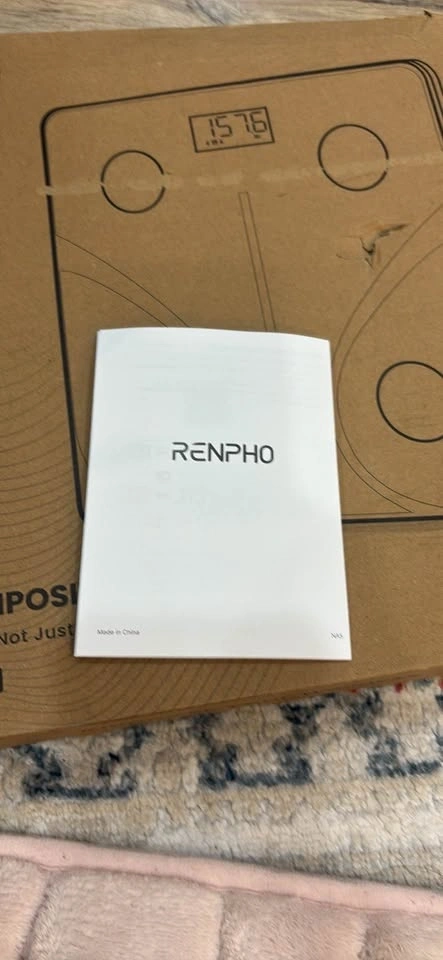 157.6
RENPHO
IPOSI
Not Just
Made in China